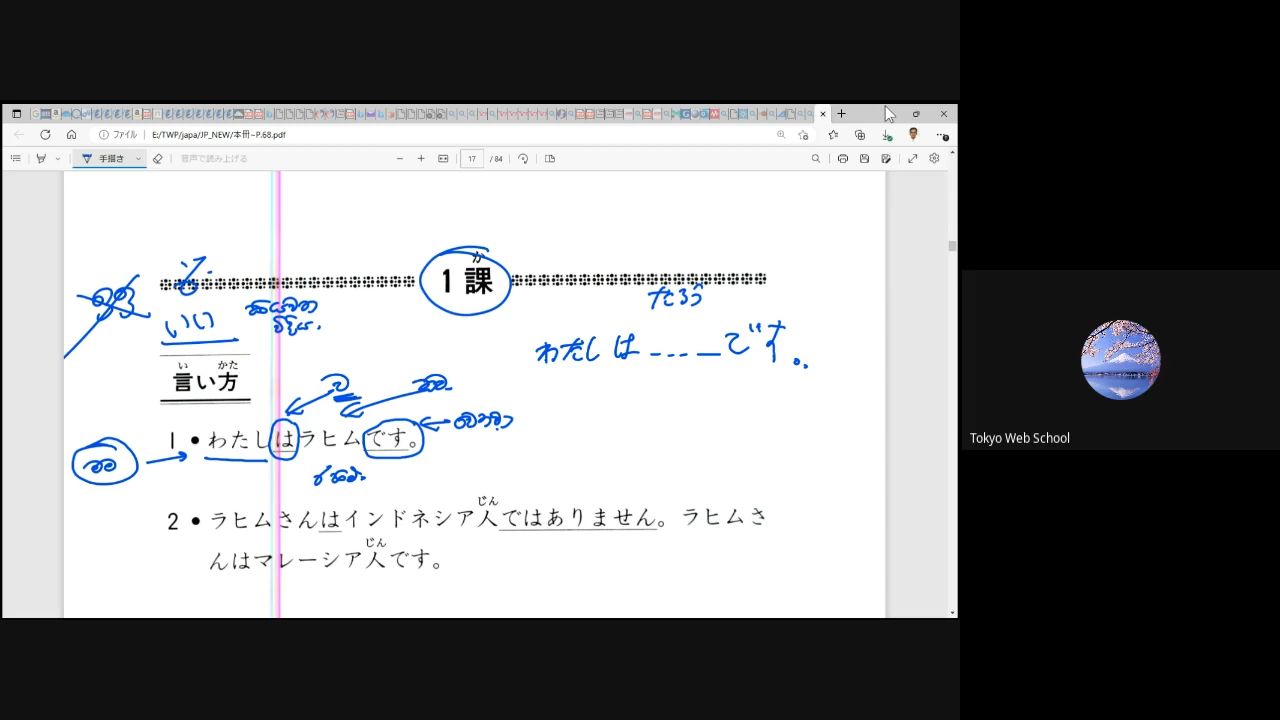 ファイル | E/TWP/japa/JP_NEW/本冊-P.68.pdf
手描き 音声で読み上げる 17 / 84
か
1 課
たろう
いい
わたし は ---- です。
い かた
言い方
1 • わたしはラヒムです。
じん
2 • ラヒムさんはインドネシア人ではありません。ラヒムさ
じん
んはマレーシア人です。
Tokyo Web School